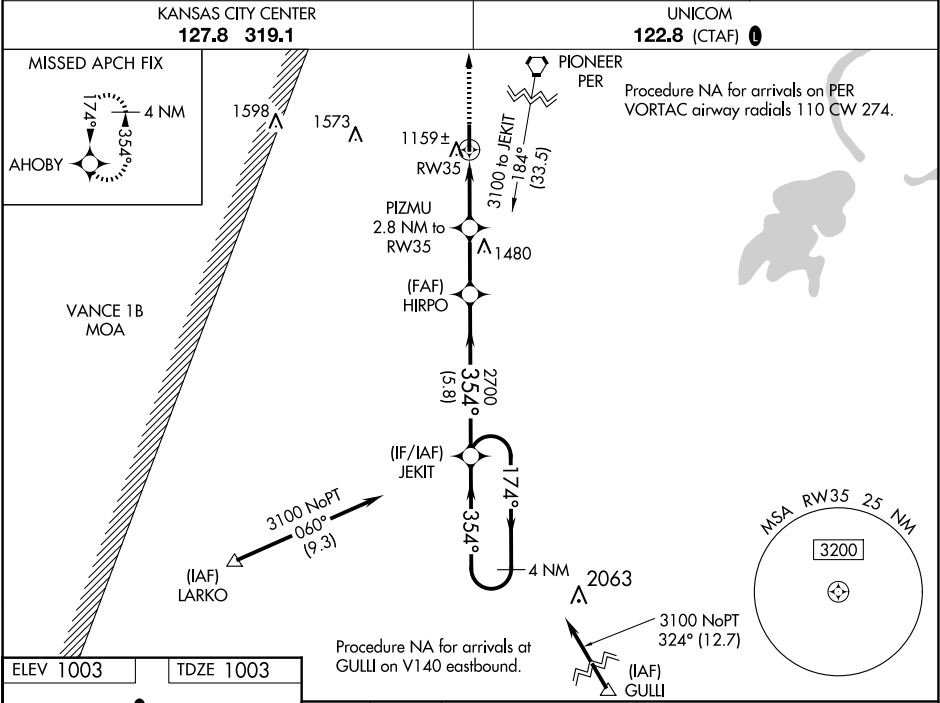 KANSAS CITY CENTER
127.8 319.1
UNICOM
122.8 (CTAF) L
MISSED APCH FIX
174°
4 NM
354°
AHOBY
1598
1573
1159±
RW35
PIONEER
PER
Procedure NA for arrivals on PER
VORTAC airway radials 110 CW 274.
3100 to JEKIT
184°
(33.5)
PIZMU
2.8 NM to
RW35
1480
(FAF)
HIRPO
VANCE 1B
MOA
2700
354°
(5.8)
(IF/IAF)
JEKIT
174°
354°
4 NM
3100 NoPT
060°
(9.3)
(IAF)
LARKO
MSA RW35 25 NM
3200
2063
3100 NoPT
324° (12.7)
(IAF)
GULLI
Procedure NA for arrivals at
GULLI on V140 eastbound.
ELEV 1003
TDZE 1003